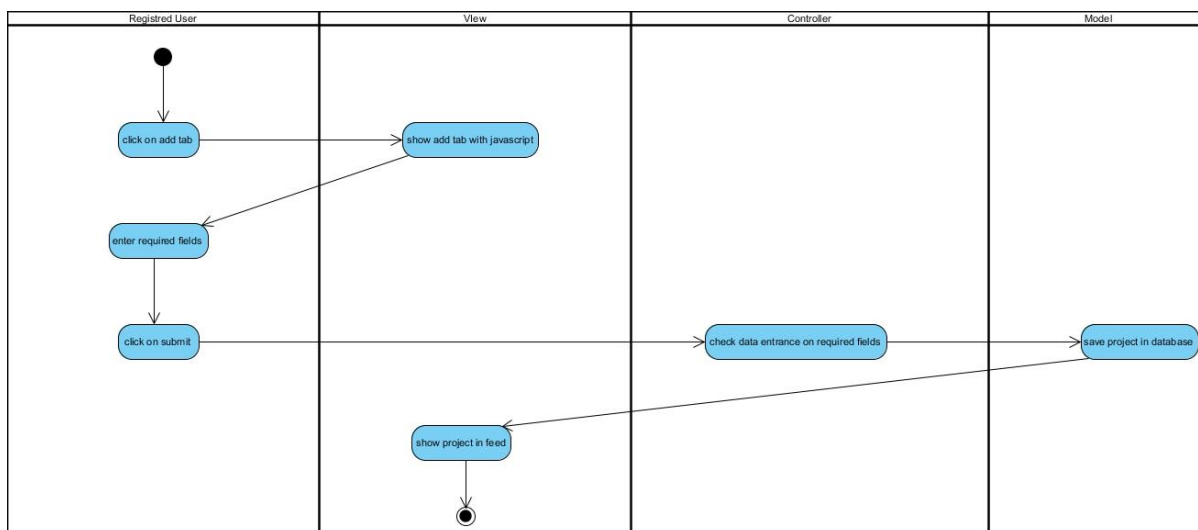 Registred User
VIew
Controller
Model
click on add tab
show add tab with javascript
enter required fields
click on submit
check data entrance on required fields
save project in database
show project in feed